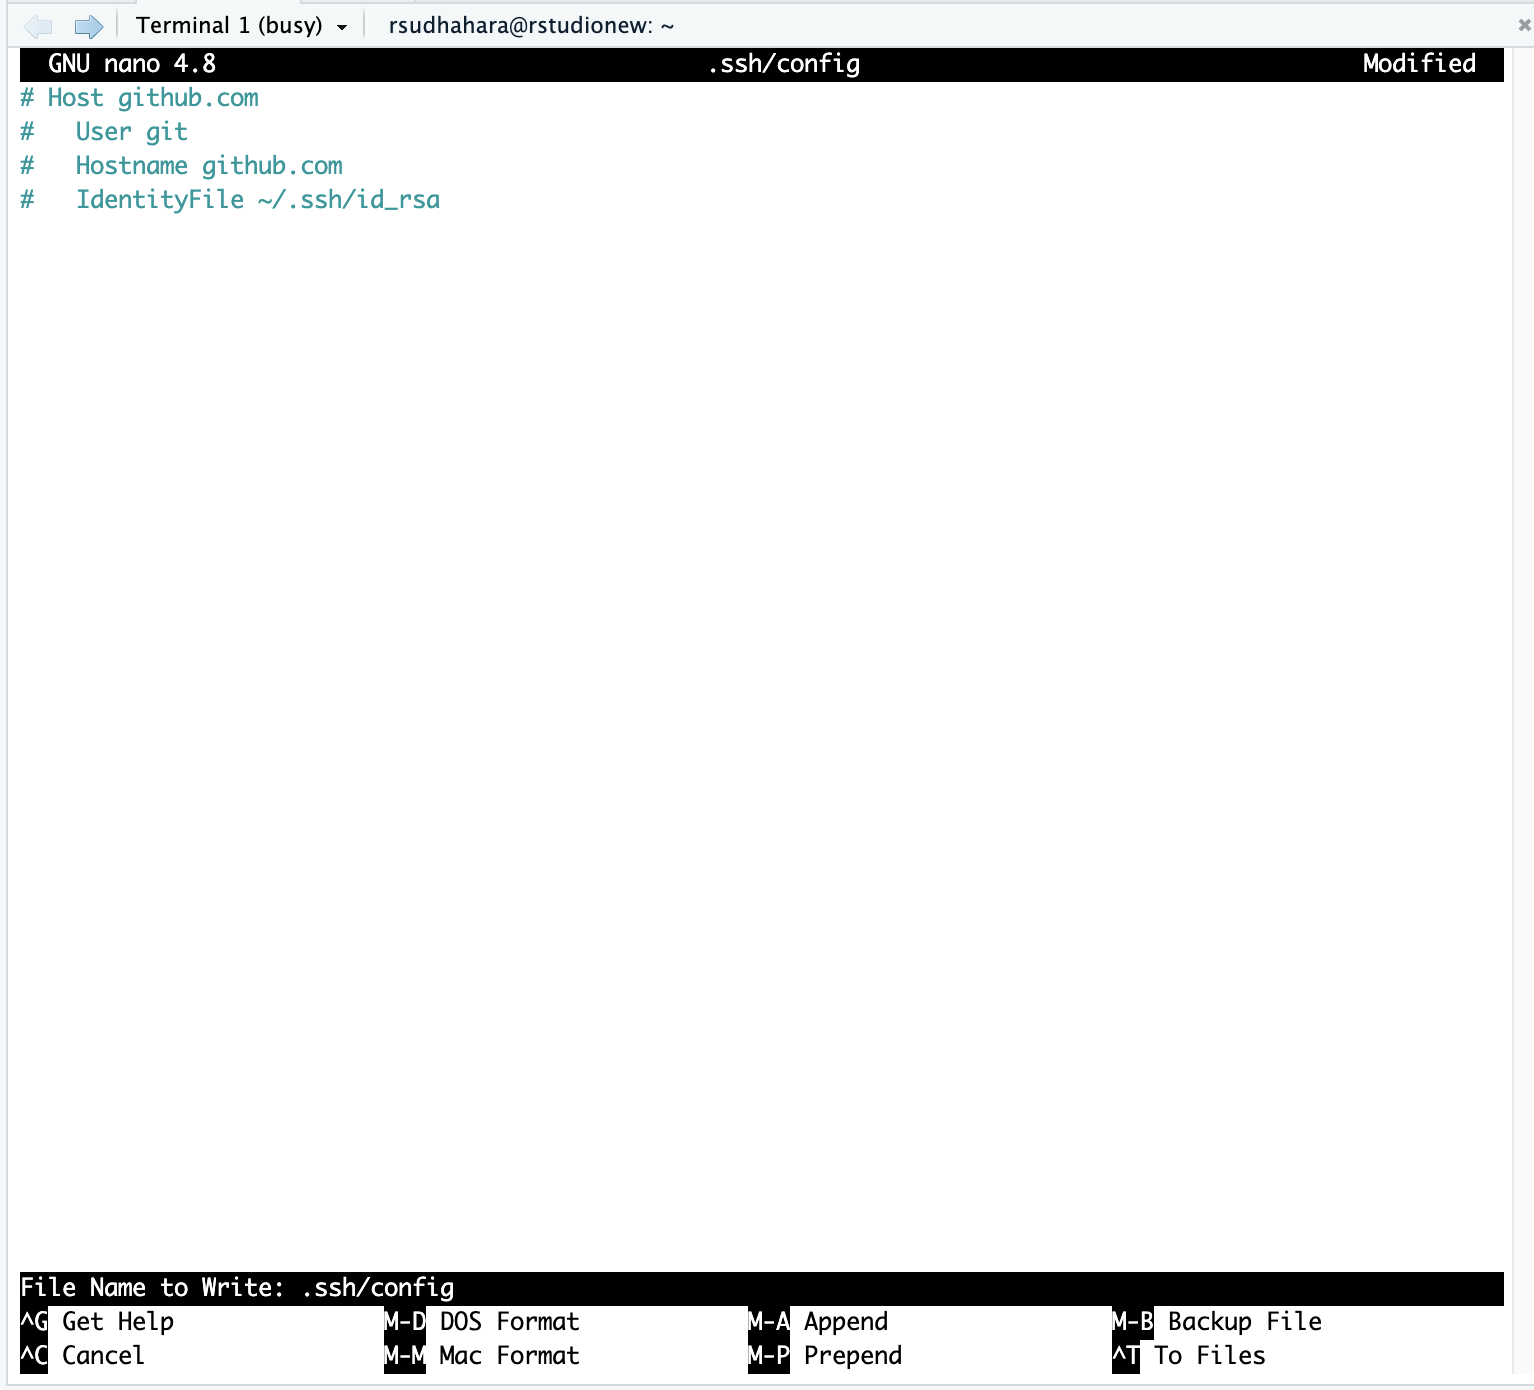 Terminal 1 (busy) rsudhahara@rstudionew: ~
GNU nano 4.8 .ssh/config Modified
# Host github.com
#   User git
#   Hostname github.com
#   IdentityFile ~/.ssh/id_rsa
File Name to Write: .ssh/config
^G Get Help M-D DOS Format M-A Append M-B Backup File
^C Cancel M-M Mac Format M-P Prepend ^T To Files